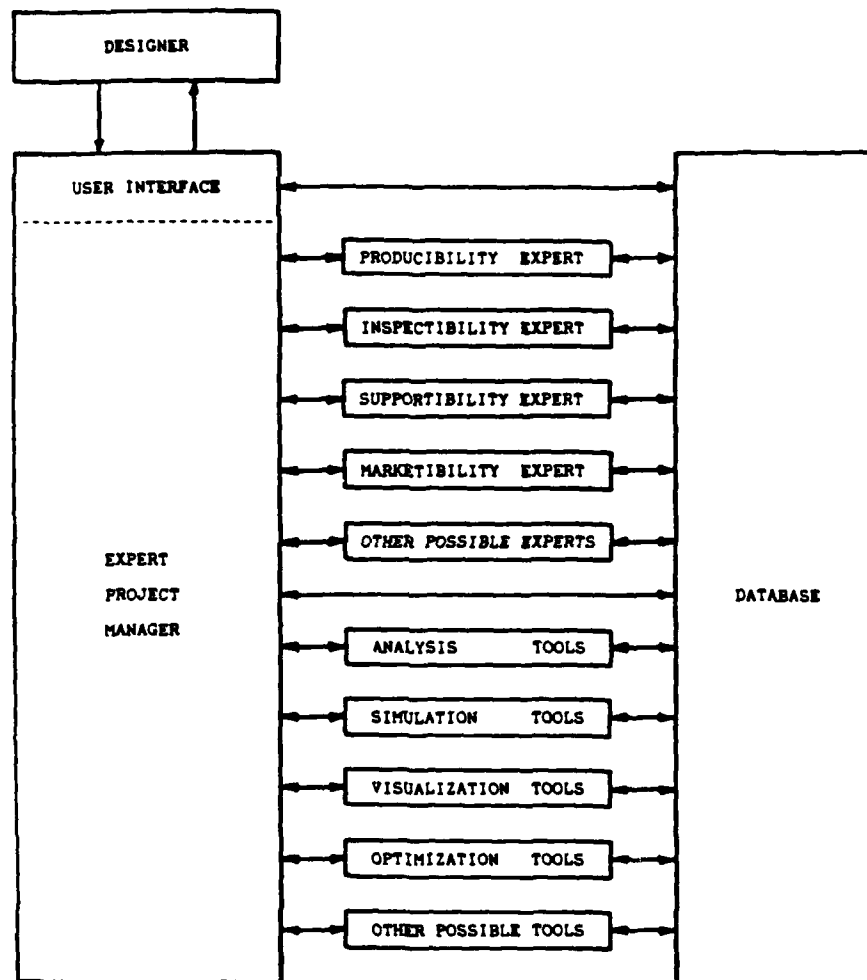 DESIGNER
USER INTERFACE
PRODUCIBILITY EXPERT
INSPECTIBILITY EXPERT
SUPPORTIBILITY EXPERT
MARKETIBILITY EXPERT
OTHER POSSIBLE EXPERTS
EXPERT
PROJECT
MANAGER
DATABASE
ANALYSIS TOOLS
SIMULATION TOOLS
VISUALIZATION TOOLS
OPTIMIZATION TOOLS
OTHER POSSIBLE TOOLS